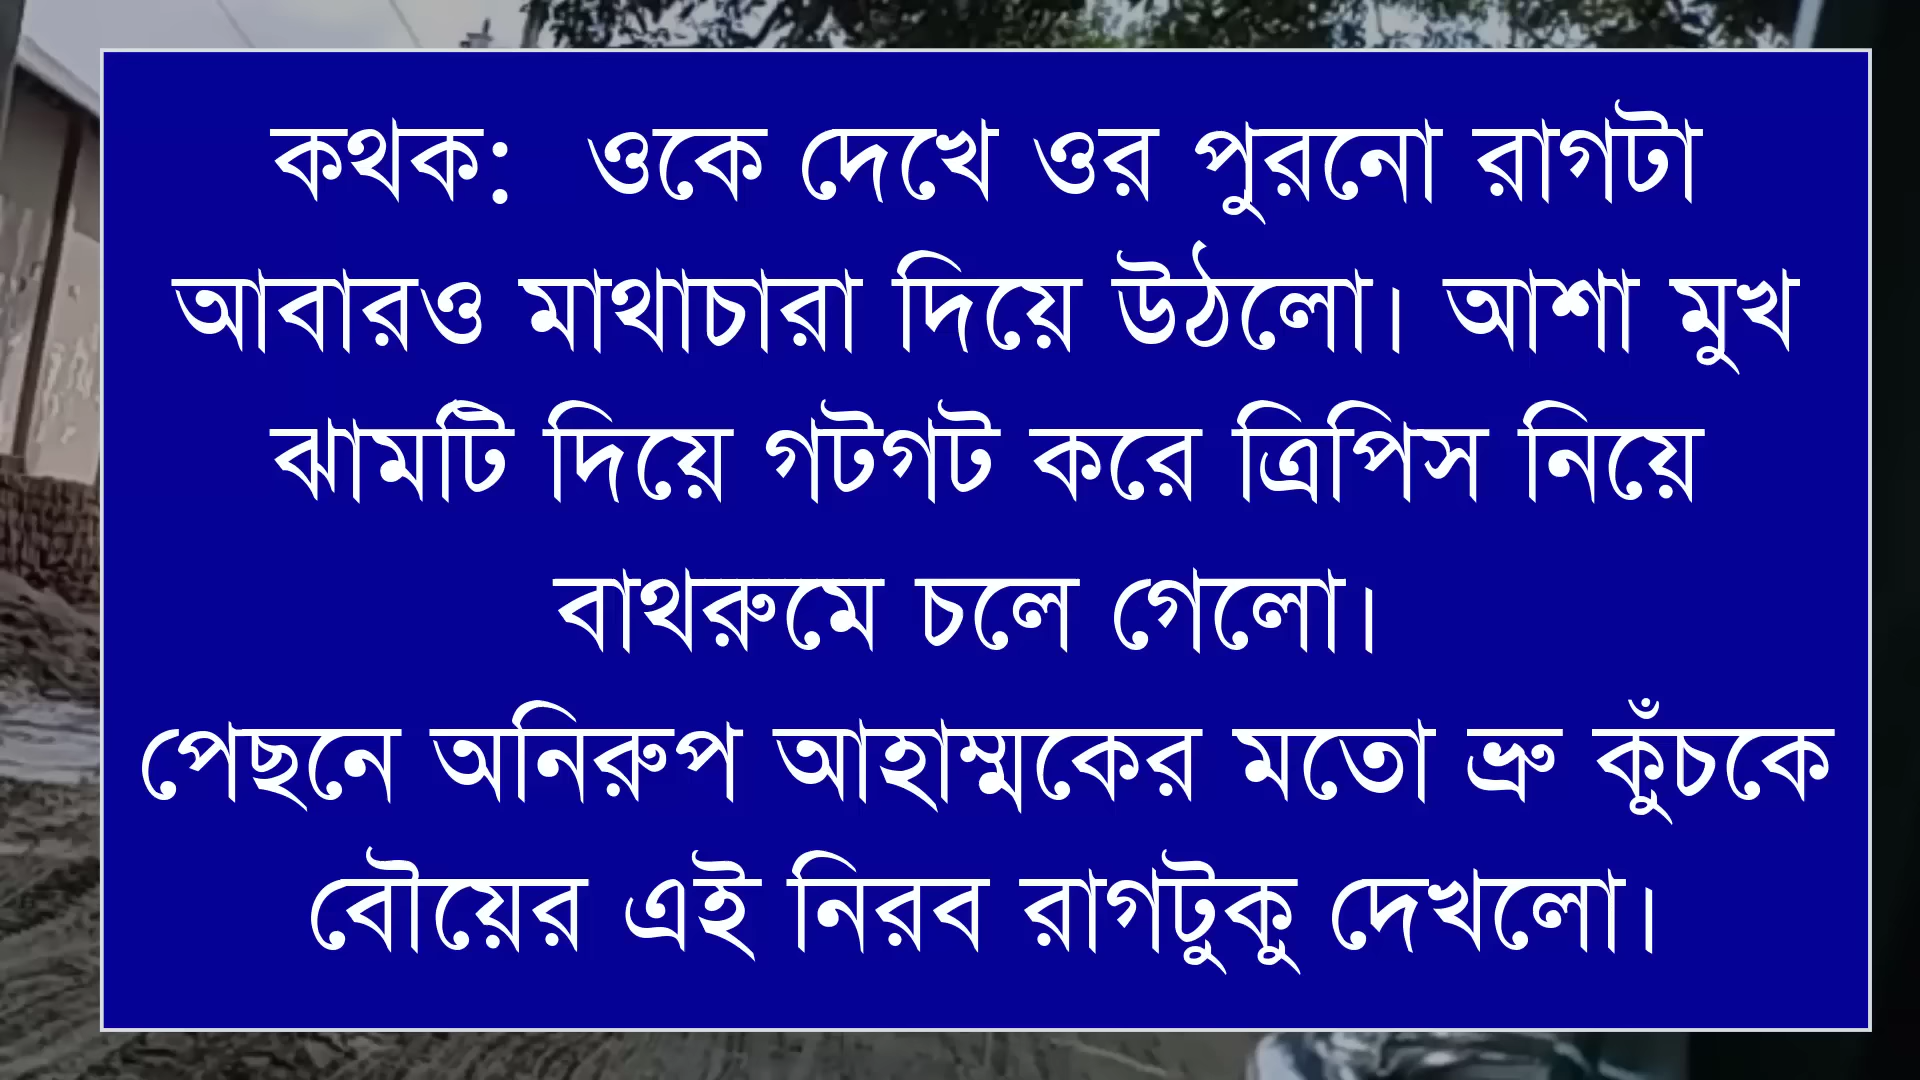 কথক:  ওকে দেখে ওর পুরনো রাগটা
আবারও মাথাচারা দিয়ে উঠলো। আশা মুখ
ঝামটি দিয়ে গটগট করে ত্রিপিস নিয়ে
বাথরুমে চলে গেলো।
পেছনে অনিরুপ আহাম্মকের মতো ভ্রু কুঁচকে
বৌয়ের এই নিরব রাগটুকু দেখলো।